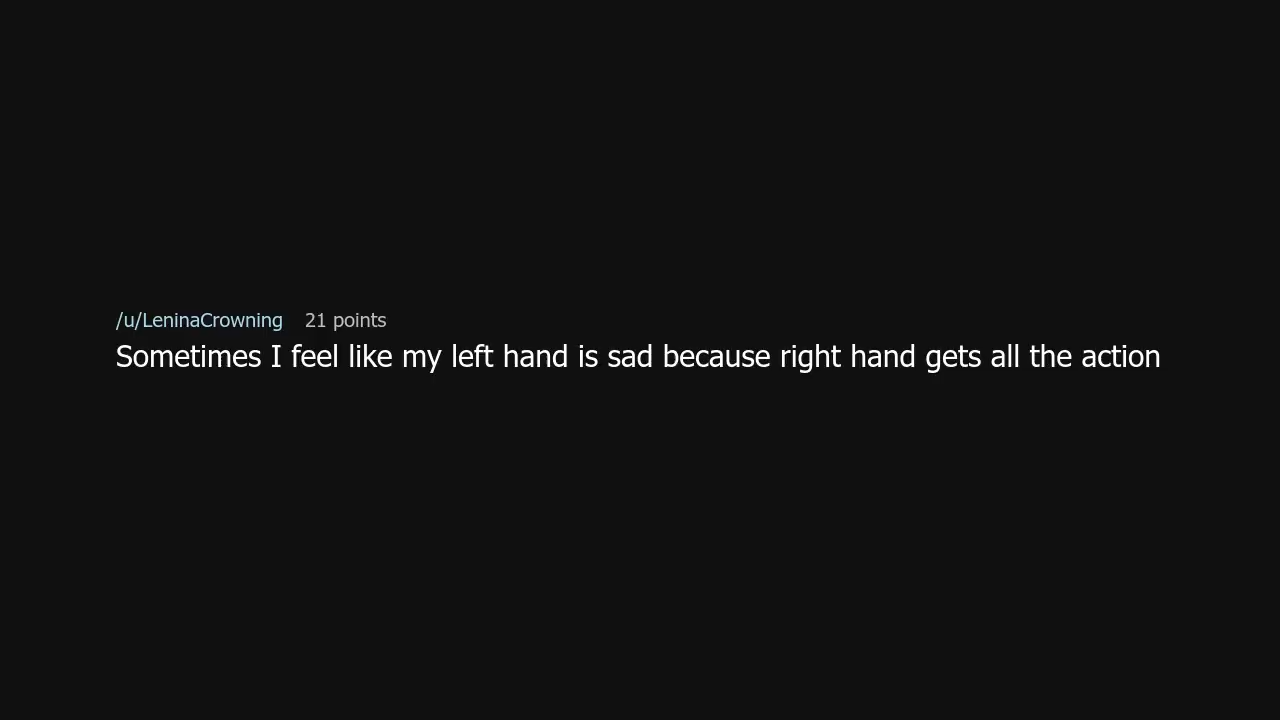 /u/LeninaCrowning 21 points
Sometimes I feel like my left hand is sad because right hand gets all the action